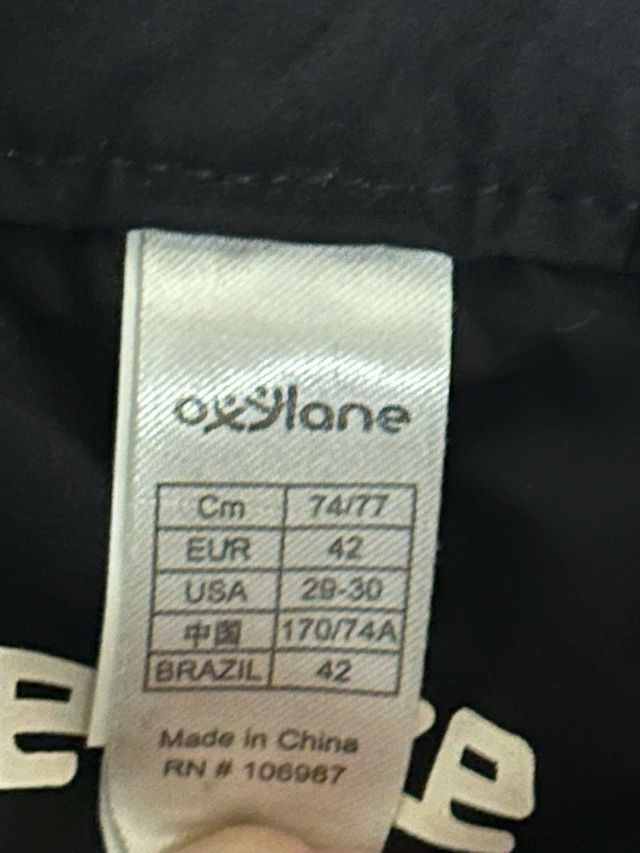 oxylane
Cm 74/77
EUR 42
USA 29-30
中国 170/74A
BRAZIL 42
Made in China
RN # 106987
e
e